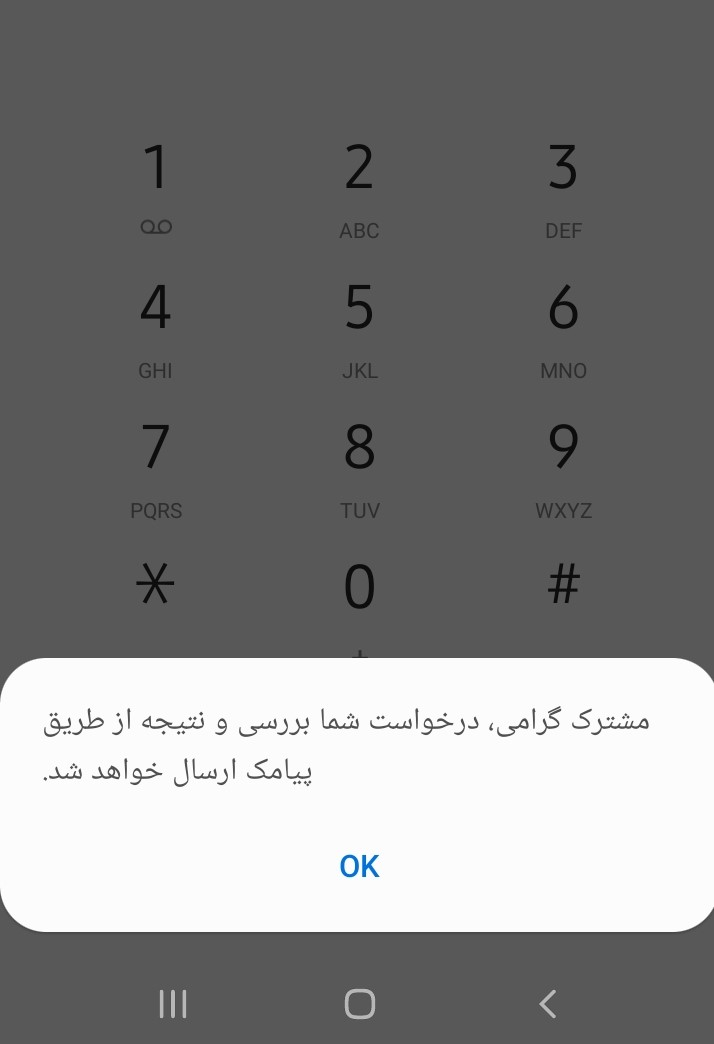 1 2 3
ABC DEF
4 5 6
GHI JKL MNO
7 8 9
PQRS TUV WXYZ
* 0 #
مشترک گرامی، درخواست شما بررسی و نتیجه از طریق
پیامک ارسال خواهد شد.
OK